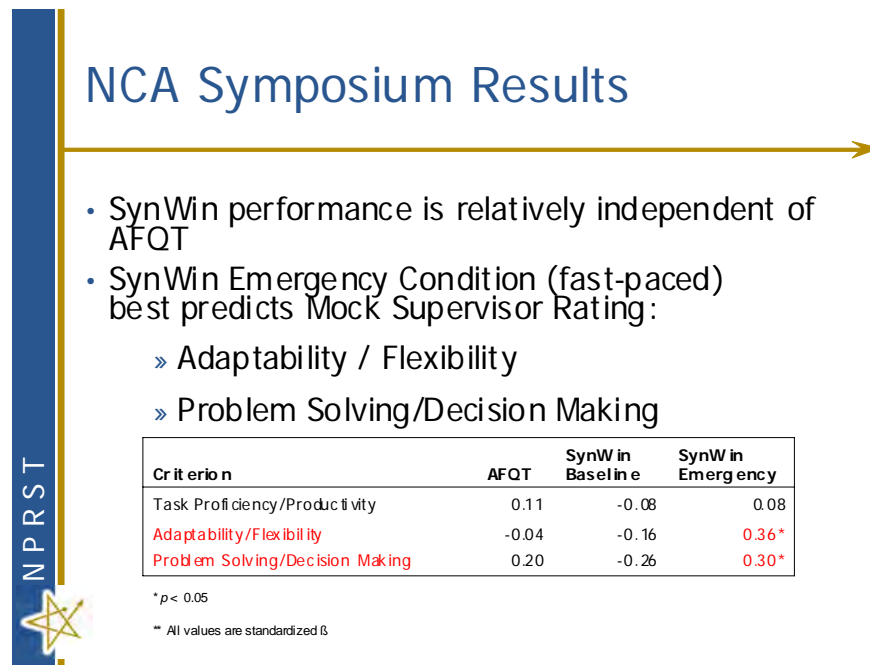 NCA Symposium Results
• SynWin performance is relatively independent of
AFQT
• SynWin Emergency Condition (fast-paced)
best predicts Mock Supervisor Rating:
» Adaptability / Flexibility
» Problem Solving/Decision Making
Criterion AFQT SynWin Baseline SynWin Emergency
Task Proficiency/Productivity 0.11 -0.08 0.08
Adaptability/Flexibility -0.04 -0.16 0.36*
Problem Solving/Decision Making 0.20 -0.26 0.30*
* p < 0.05
** All values are standardized ß
NPRST